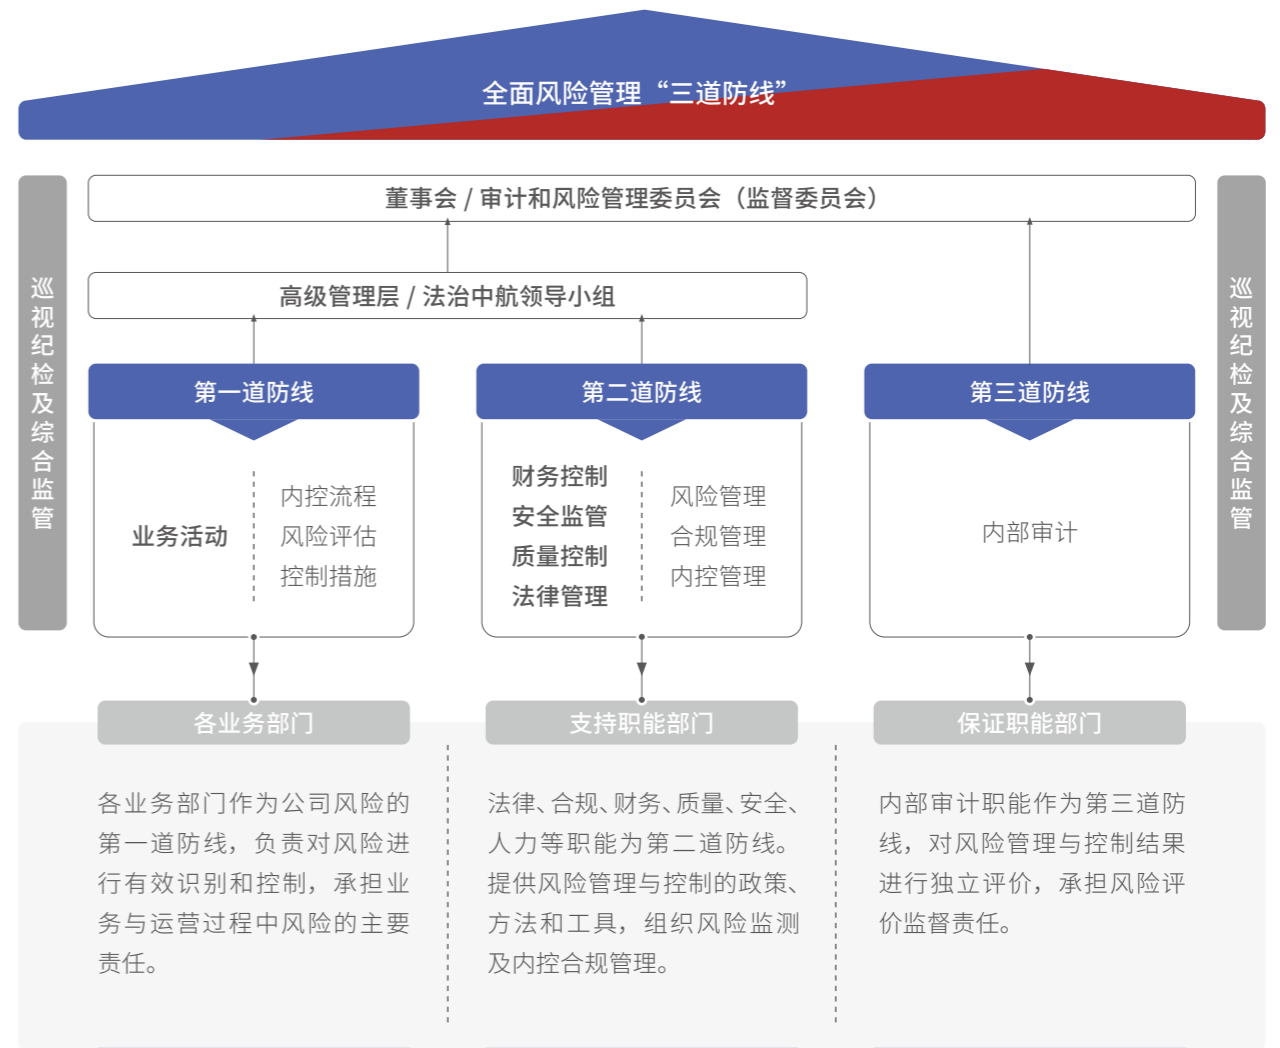 全面风险管理“三道防线”
董事会 / 审计和风险管理委员会（监督委员会）
高级管理层 / 法治中航领导小组
巡视纪检及综合监管
巡视纪检及综合监管
第一道防线
业务活动
内控流程
风险评估
控制措施
第二道防线
财务控制
安全监管
质量控制
法律管理
风险管理
合规管理
内控管理
第三道防线
内部审计
各业务部门
各业务部门作为公司风险的
第一道防线，负责对风险进
行有效识别和控制，承担业
务与运营过程中风险的主要
责任。
支持职能部门
法律、合规、财务、质量、安全、
人力等职能为第二道防线。
提供风险管理与控制的政策、
方法和工具，组织风险监测
及内控合规管理。
保证职能部门
内部审计职能作为第三道防
线，对风险管理与控制结果
进行独立评价，承担风险评
价监督责任。